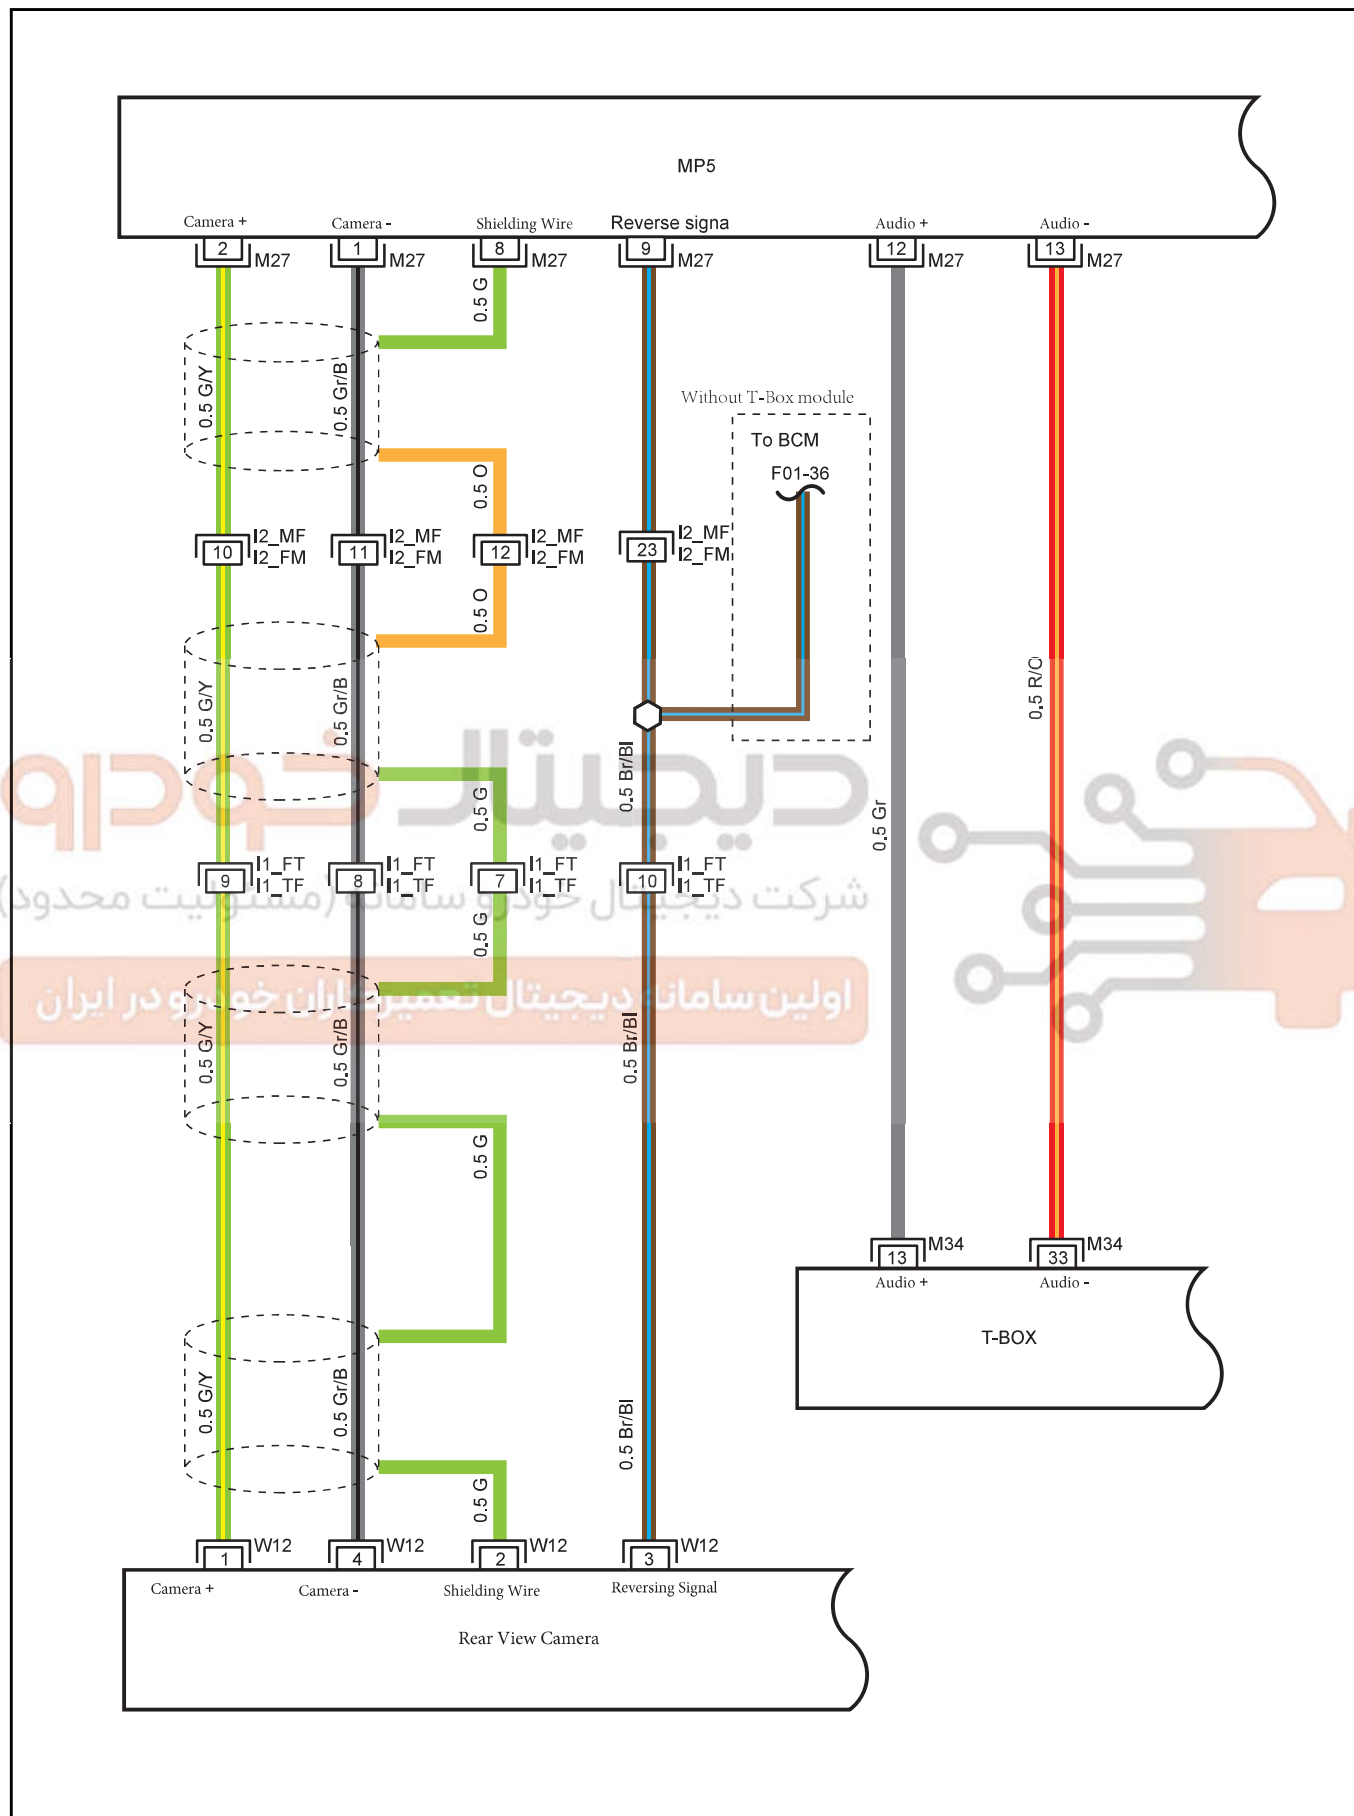 MP5
Camera + Camera - Shielding Wire Reverse signa Audio + Audio -
2 M27 1 M27 8 M27 9 M27 12 M27 13 M27
0.5 G
0.5 G/Y 0.5 Gr/B
Without T-Box module
To BCM
F01-36
0.5 O
10 I2_MF I2_FM 11 I2_MF I2_FM 12 I2_MF I2_FM 23 I2_MF I2_FM
0.5 O
0.5 G/Y 0.5 Gr/B 0.5 R/O
دیجیتال خودرو
0.5 G 0.5 Br/Bl 0.5 Gr
9 I1_FT I1_TF 8 I1_FT I1_TF 7 I1_FT I1_TF 10 I1_FT I1_TF
شرکت دیجیتال خودرو سامانه (مسئولیت محدود)
0.5 G
اولین سامانه دیجیتال تعمیرکاران خودرو در ایران
0.5 G/Y 0.5 Gr/B 0.5 Br/Bl
0.5 G
13 M34 33 M34
Audio + Audio -
T-BOX
0.5 G/Y 0.5 Gr/B 0.5 Br/Bl
0.5 G
1 W12 4 W12 2 W12 3 W12
Camera + Camera - Shielding Wire Reversing Signal
Rear View Camera